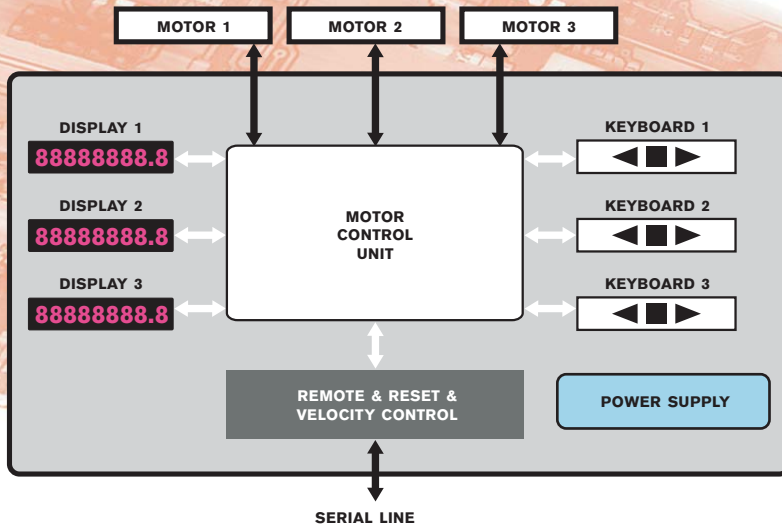 MOTOR 1
MOTOR 2
MOTOR 3
DISPLAY 1
88888888.8
DISPLAY 2
88888888.8
DISPLAY 3
88888888.8
MOTOR
CONTROL
UNIT
KEYBOARD 1
KEYBOARD 2
KEYBOARD 3
REMOTE & RESET &
VELOCITY CONTROL
POWER SUPPLY
SERIAL LINE